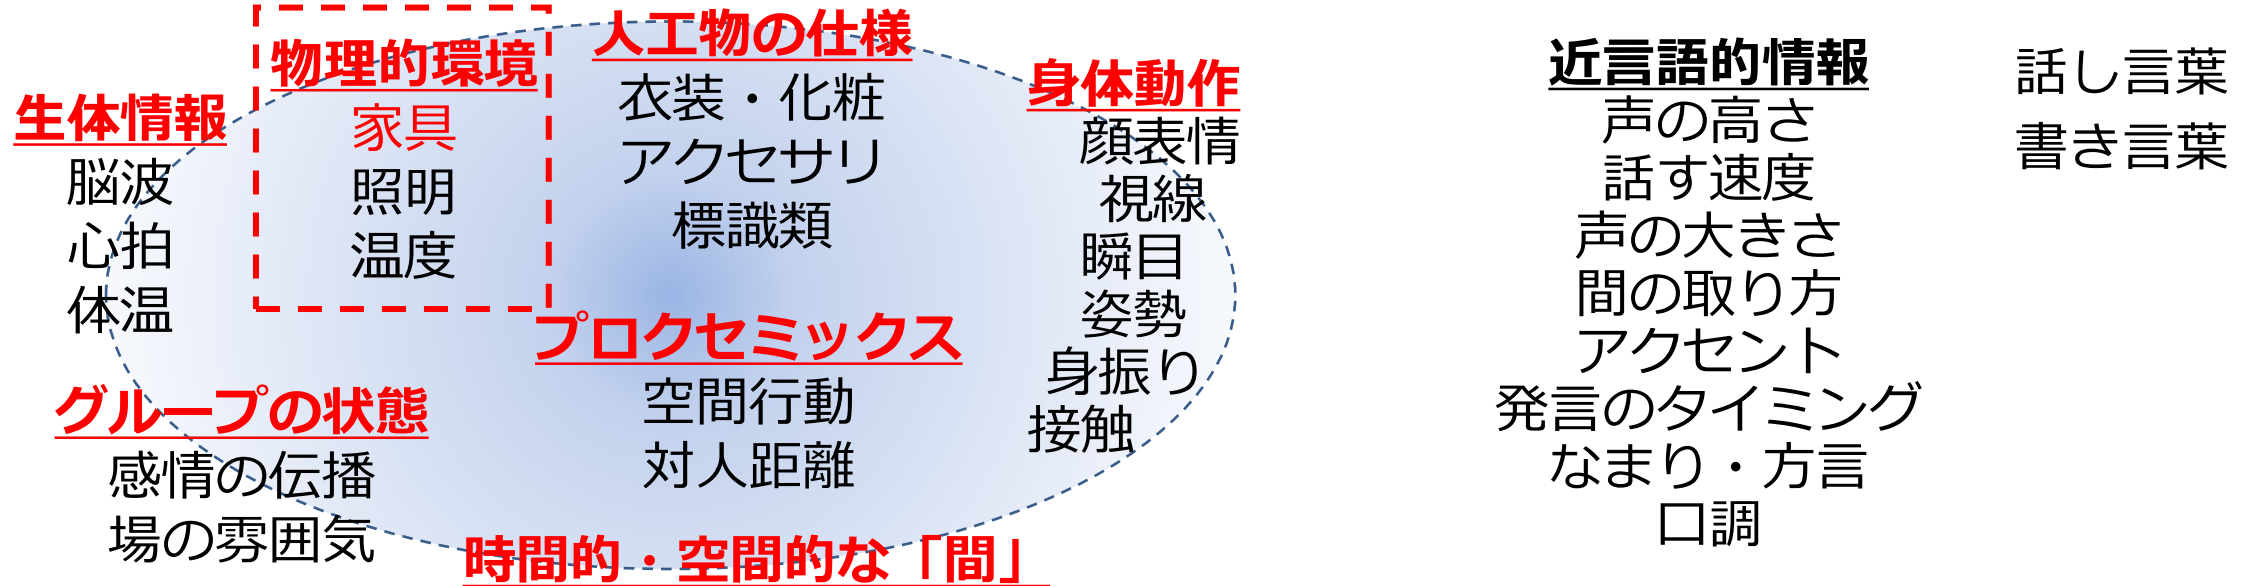 生体情報
脳波
心拍
体温
物理的環境
家具
照明
温度
人工物の仕様
衣装・化粧
アクセサリ
標識類
身体動作
顔表情
視線
瞬目
姿勢
身振り
接触
プロクセミックス
空間行動
対人距離
グループの状態
感情の伝播
場の雰囲気
時間的・空間的な「間」
近言語的情報
声の高さ
話す速度
声の大きさ
間の取り方
アクセント
発言のタイミング
なまり・方言
口調
話し言葉
書き言葉